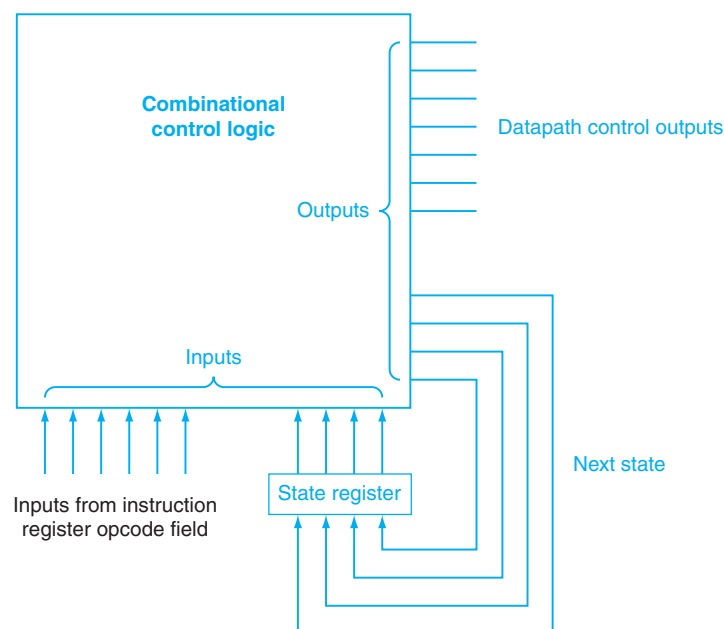 Combinational
control logic
Datapath control outputs
Outputs
Inputs
Next state
State register
Inputs from instruction
register opcode field